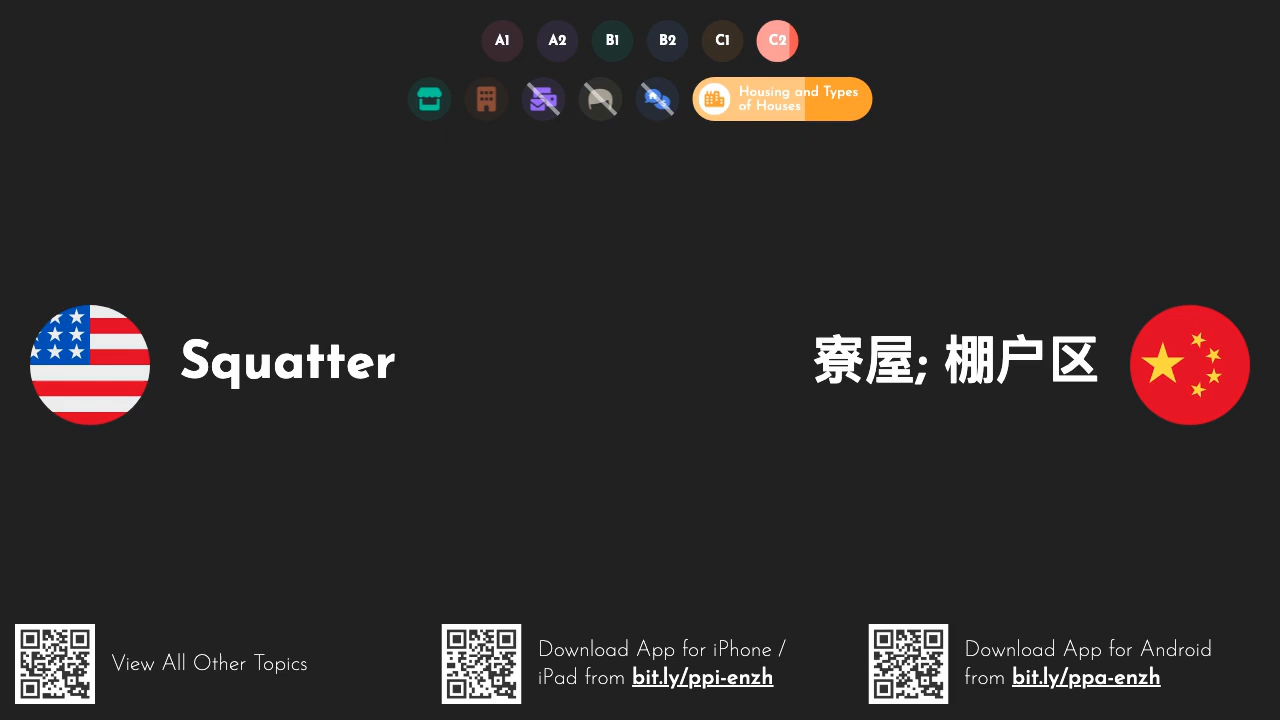 A1 A2 B1 B2 C1 C2
Housing and Types
of Houses
Squatter
寮屋; 棚户区
View All Other Topics
Download App for iPhone /
iPad from bit.ly/ppi-enzh
Download App for Android
from bit.ly/ppa-enzh